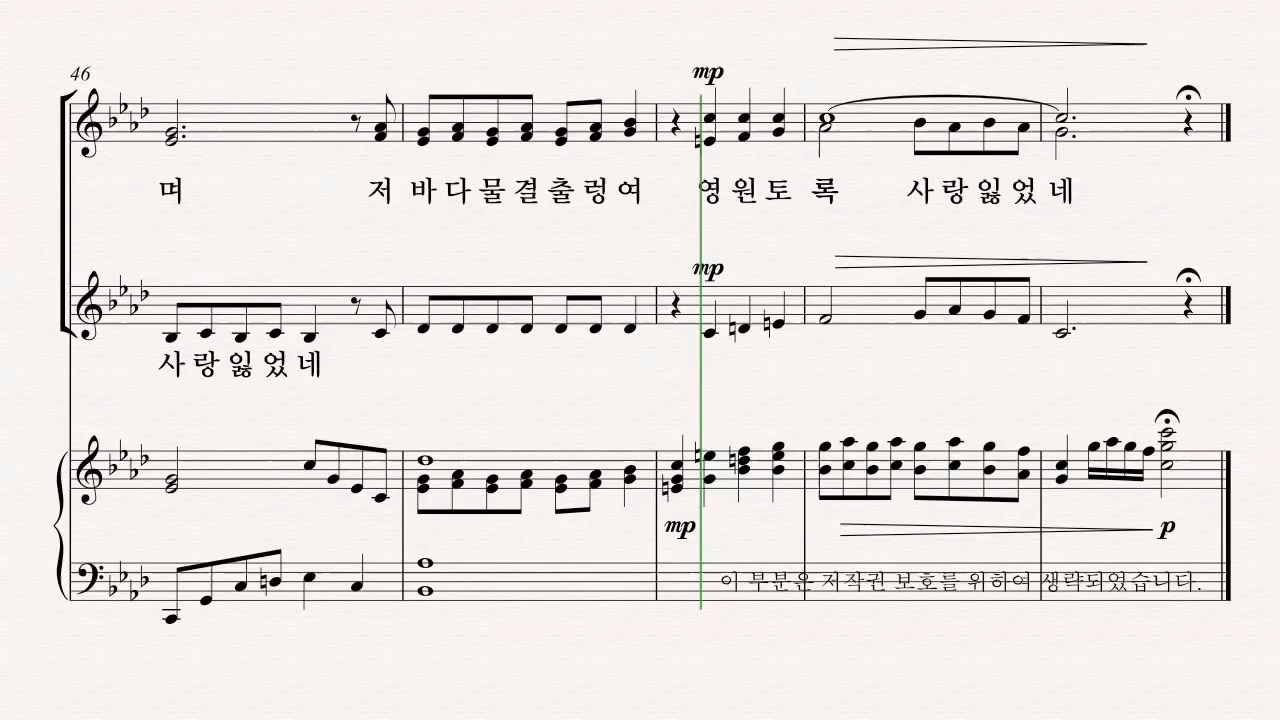 46
mp
며 저 바 다 물 결 출 렁 여 영 원 토 록 사 랑 잃 었 네
mp
사 랑 잃 었 네
mp p
이 부분은 저작권 보호를 위하여 생략되었습니다.